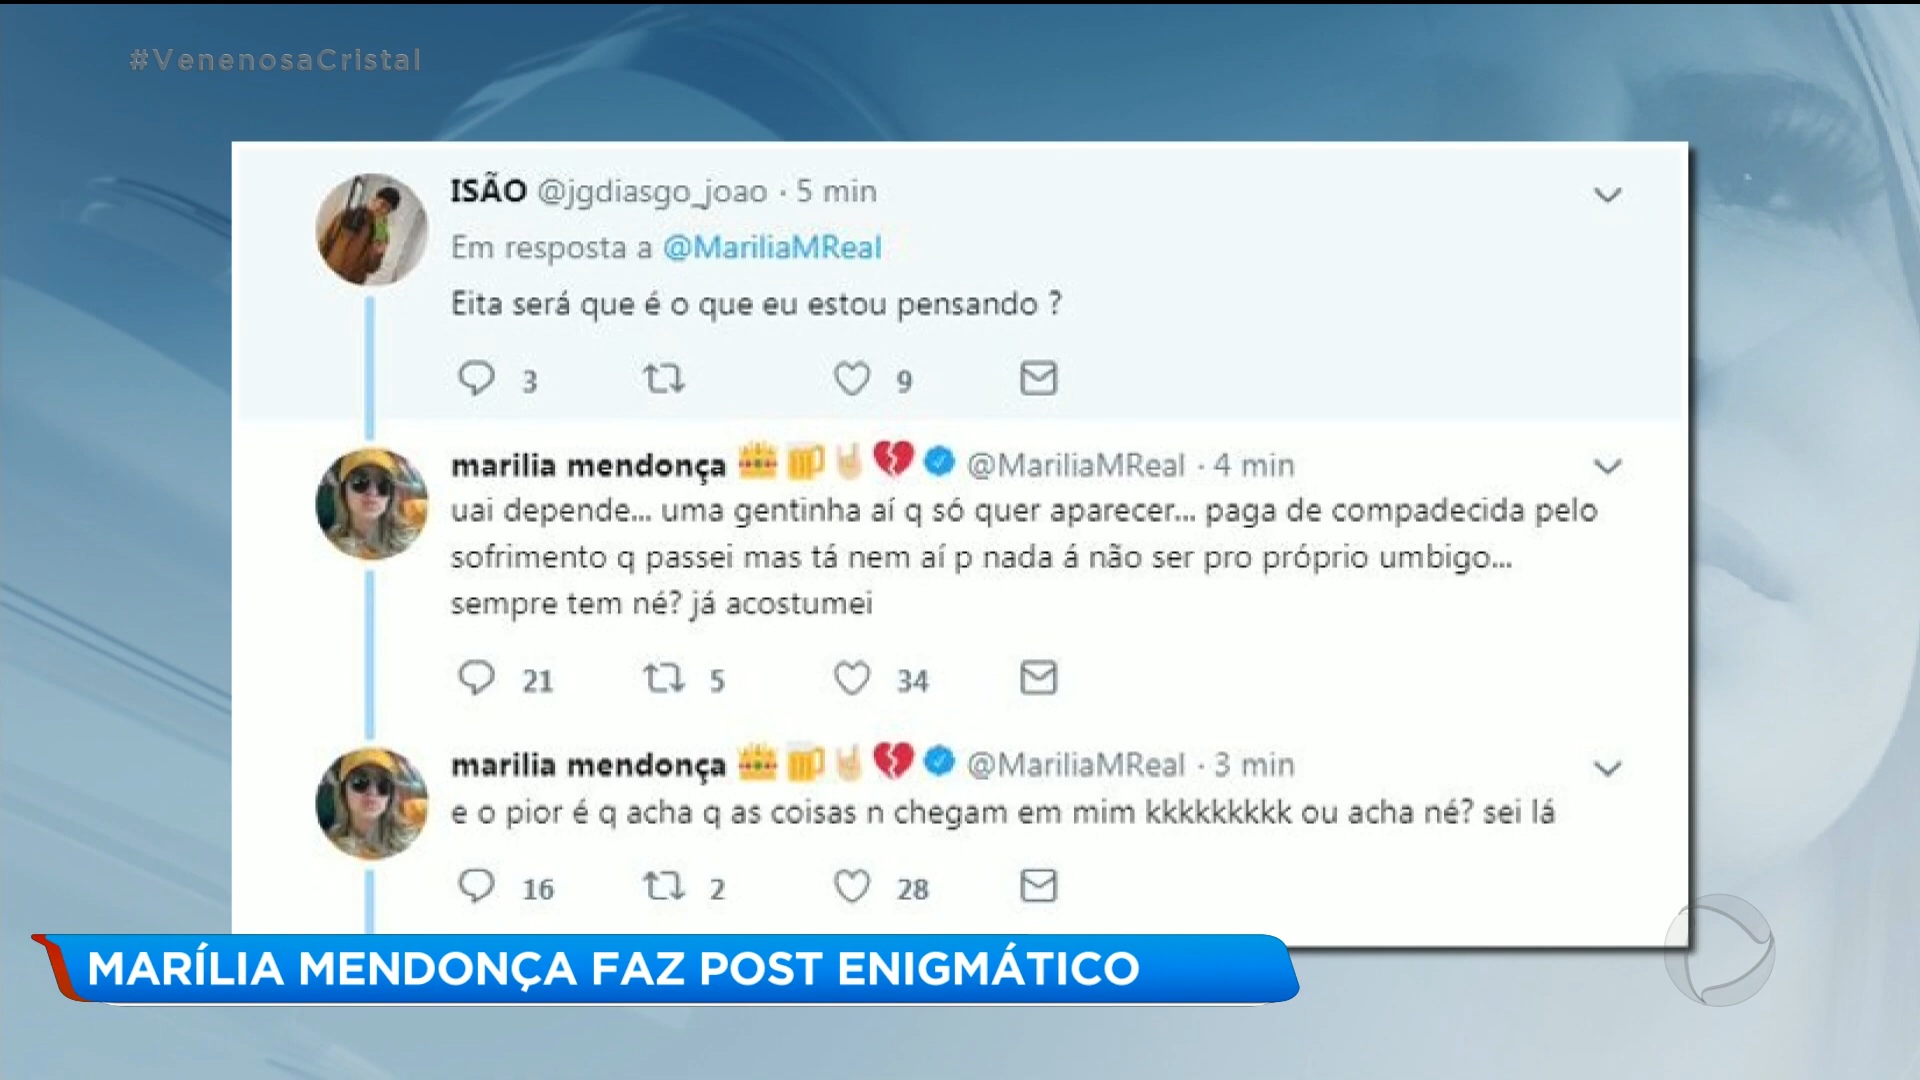 #VenenosaCristal
ISÃO @jgdiasgo_joao · 5 min
Em resposta a @MariliaMReal
Eita será que é o que eu estou pensando ?
3 9
marilia mendonça 👑🍺🤘🏻💔 @MariliaMReal · 4 min
uai depende... uma gentinha aí q só quer aparecer... paga de compadecida pelo
sofrimento q passei mas tá nem aí p nada á não ser pro próprio umbigo...
sempre tem né? já acostumei
21 5 34
marilia mendonça 👑🍺🤘🏻💔 @MariliaMReal · 3 min
e o pior é q acha q as coisas n chegam em mim kkkkkkkkk ou acha né? sei lá
16 2 28
MARÍLIA MENDONÇA FAZ POST ENIGMÁTICO